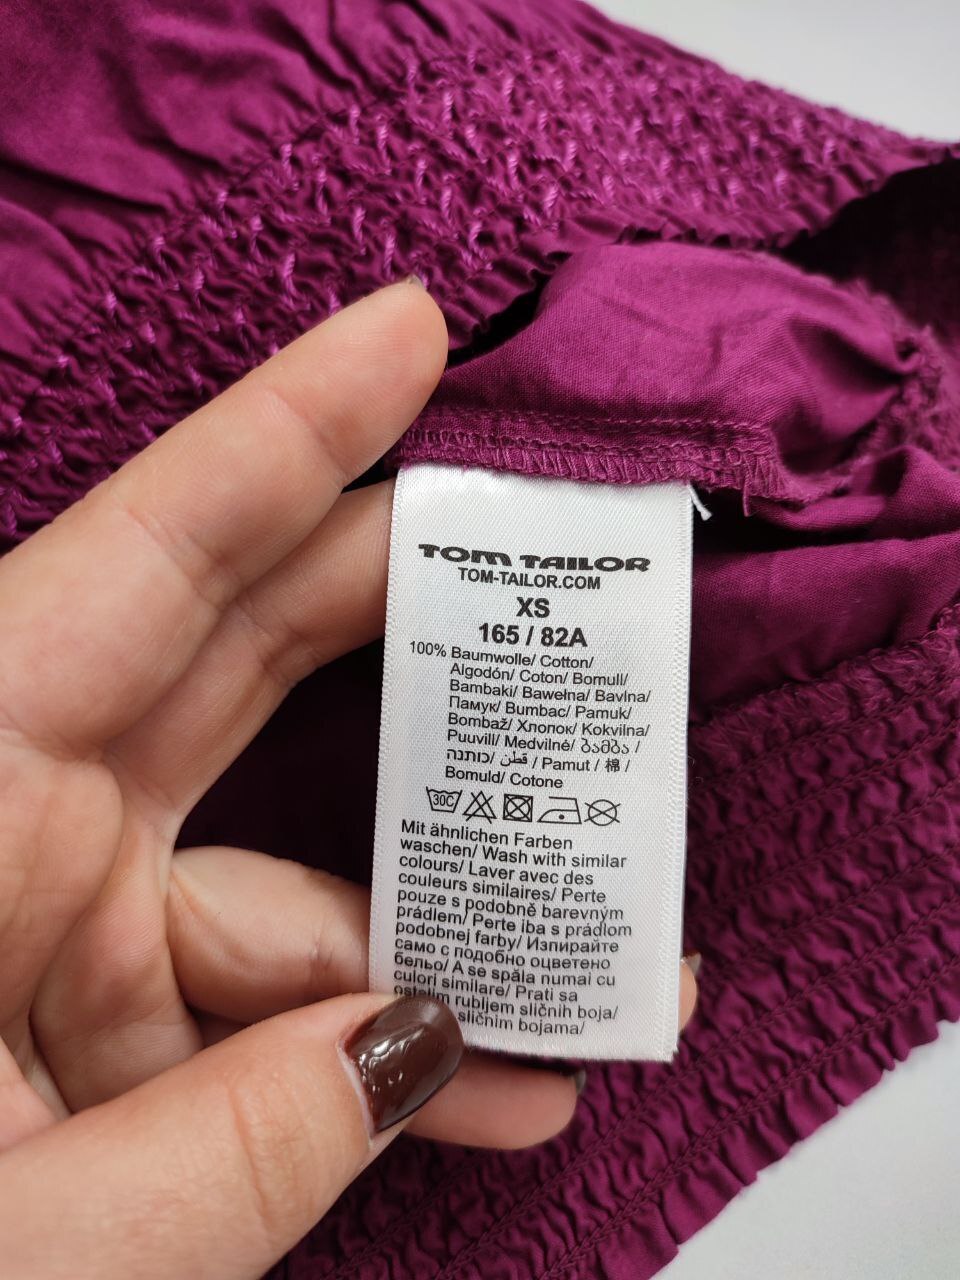 TOM TAILOR
TOM-TAILOR.COM
XS
165 / 82A
100% Baumwolle/ Cotton/
Algodón/ Coton/ Bomull/
Bambaki/ Bawełna/ Bavlna/
Памук/ Bumbac/ Pamuk/
Bombaž/ Хлопок/ Kokvilna/
Puuvill/ Medvilnė/ ბამბა /
כותנה/ قطن / Pamut / 棉 /
Bomuld/ Cotone
30C
Mit ähnlichen Farben
waschen/ Wash with similar
colours/ Laver avec des
couleurs similaires/ Perte
pouze s podobně barevným
prádlem/ Perte iba s prádlom
podobnej farby/ Изпирайте
само с подобно оцветено
бельо/ A se spăla numai cu
culori similare/ Prati sa
ostalim rubljem sličnih boja/
sličnim bojama/